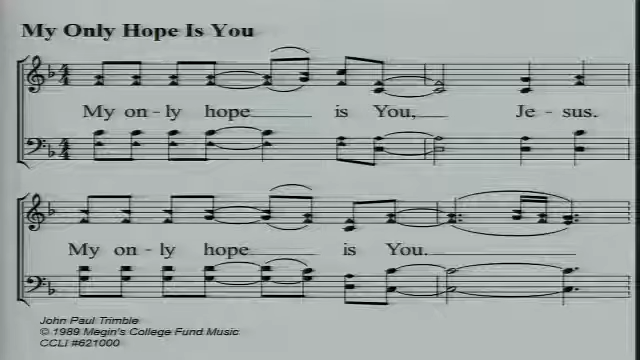 My Only Hope Is You
My on - ly hope is You, Je - sus.
My on - ly hope is You.
John Paul Trimble
© 1989 Megin's College Fund Music
CCLI #621000